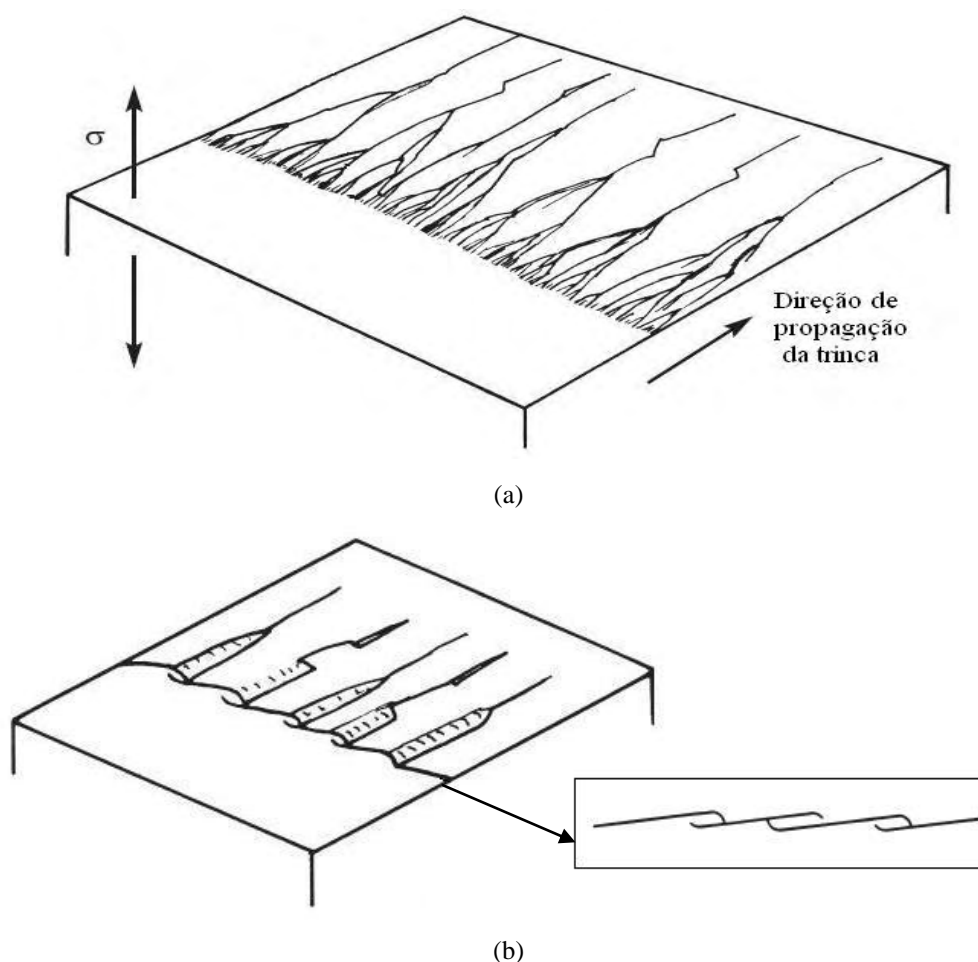 σ
Direção de
propagação
da trinca
(a)
(b)